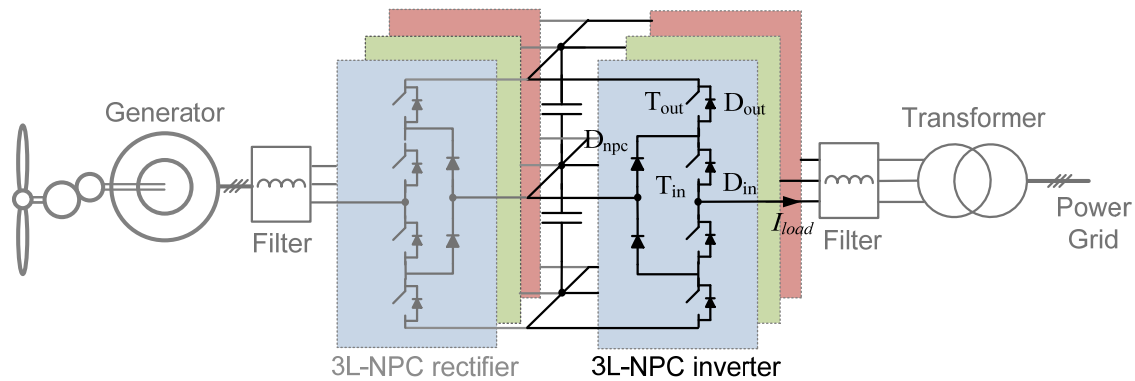 Generator
Filter
3L-NPC rectifier
Dnpc
Tout Dout
Tin Din
Iload
3L-NPC inverter
Filter
Transformer
Power
Grid